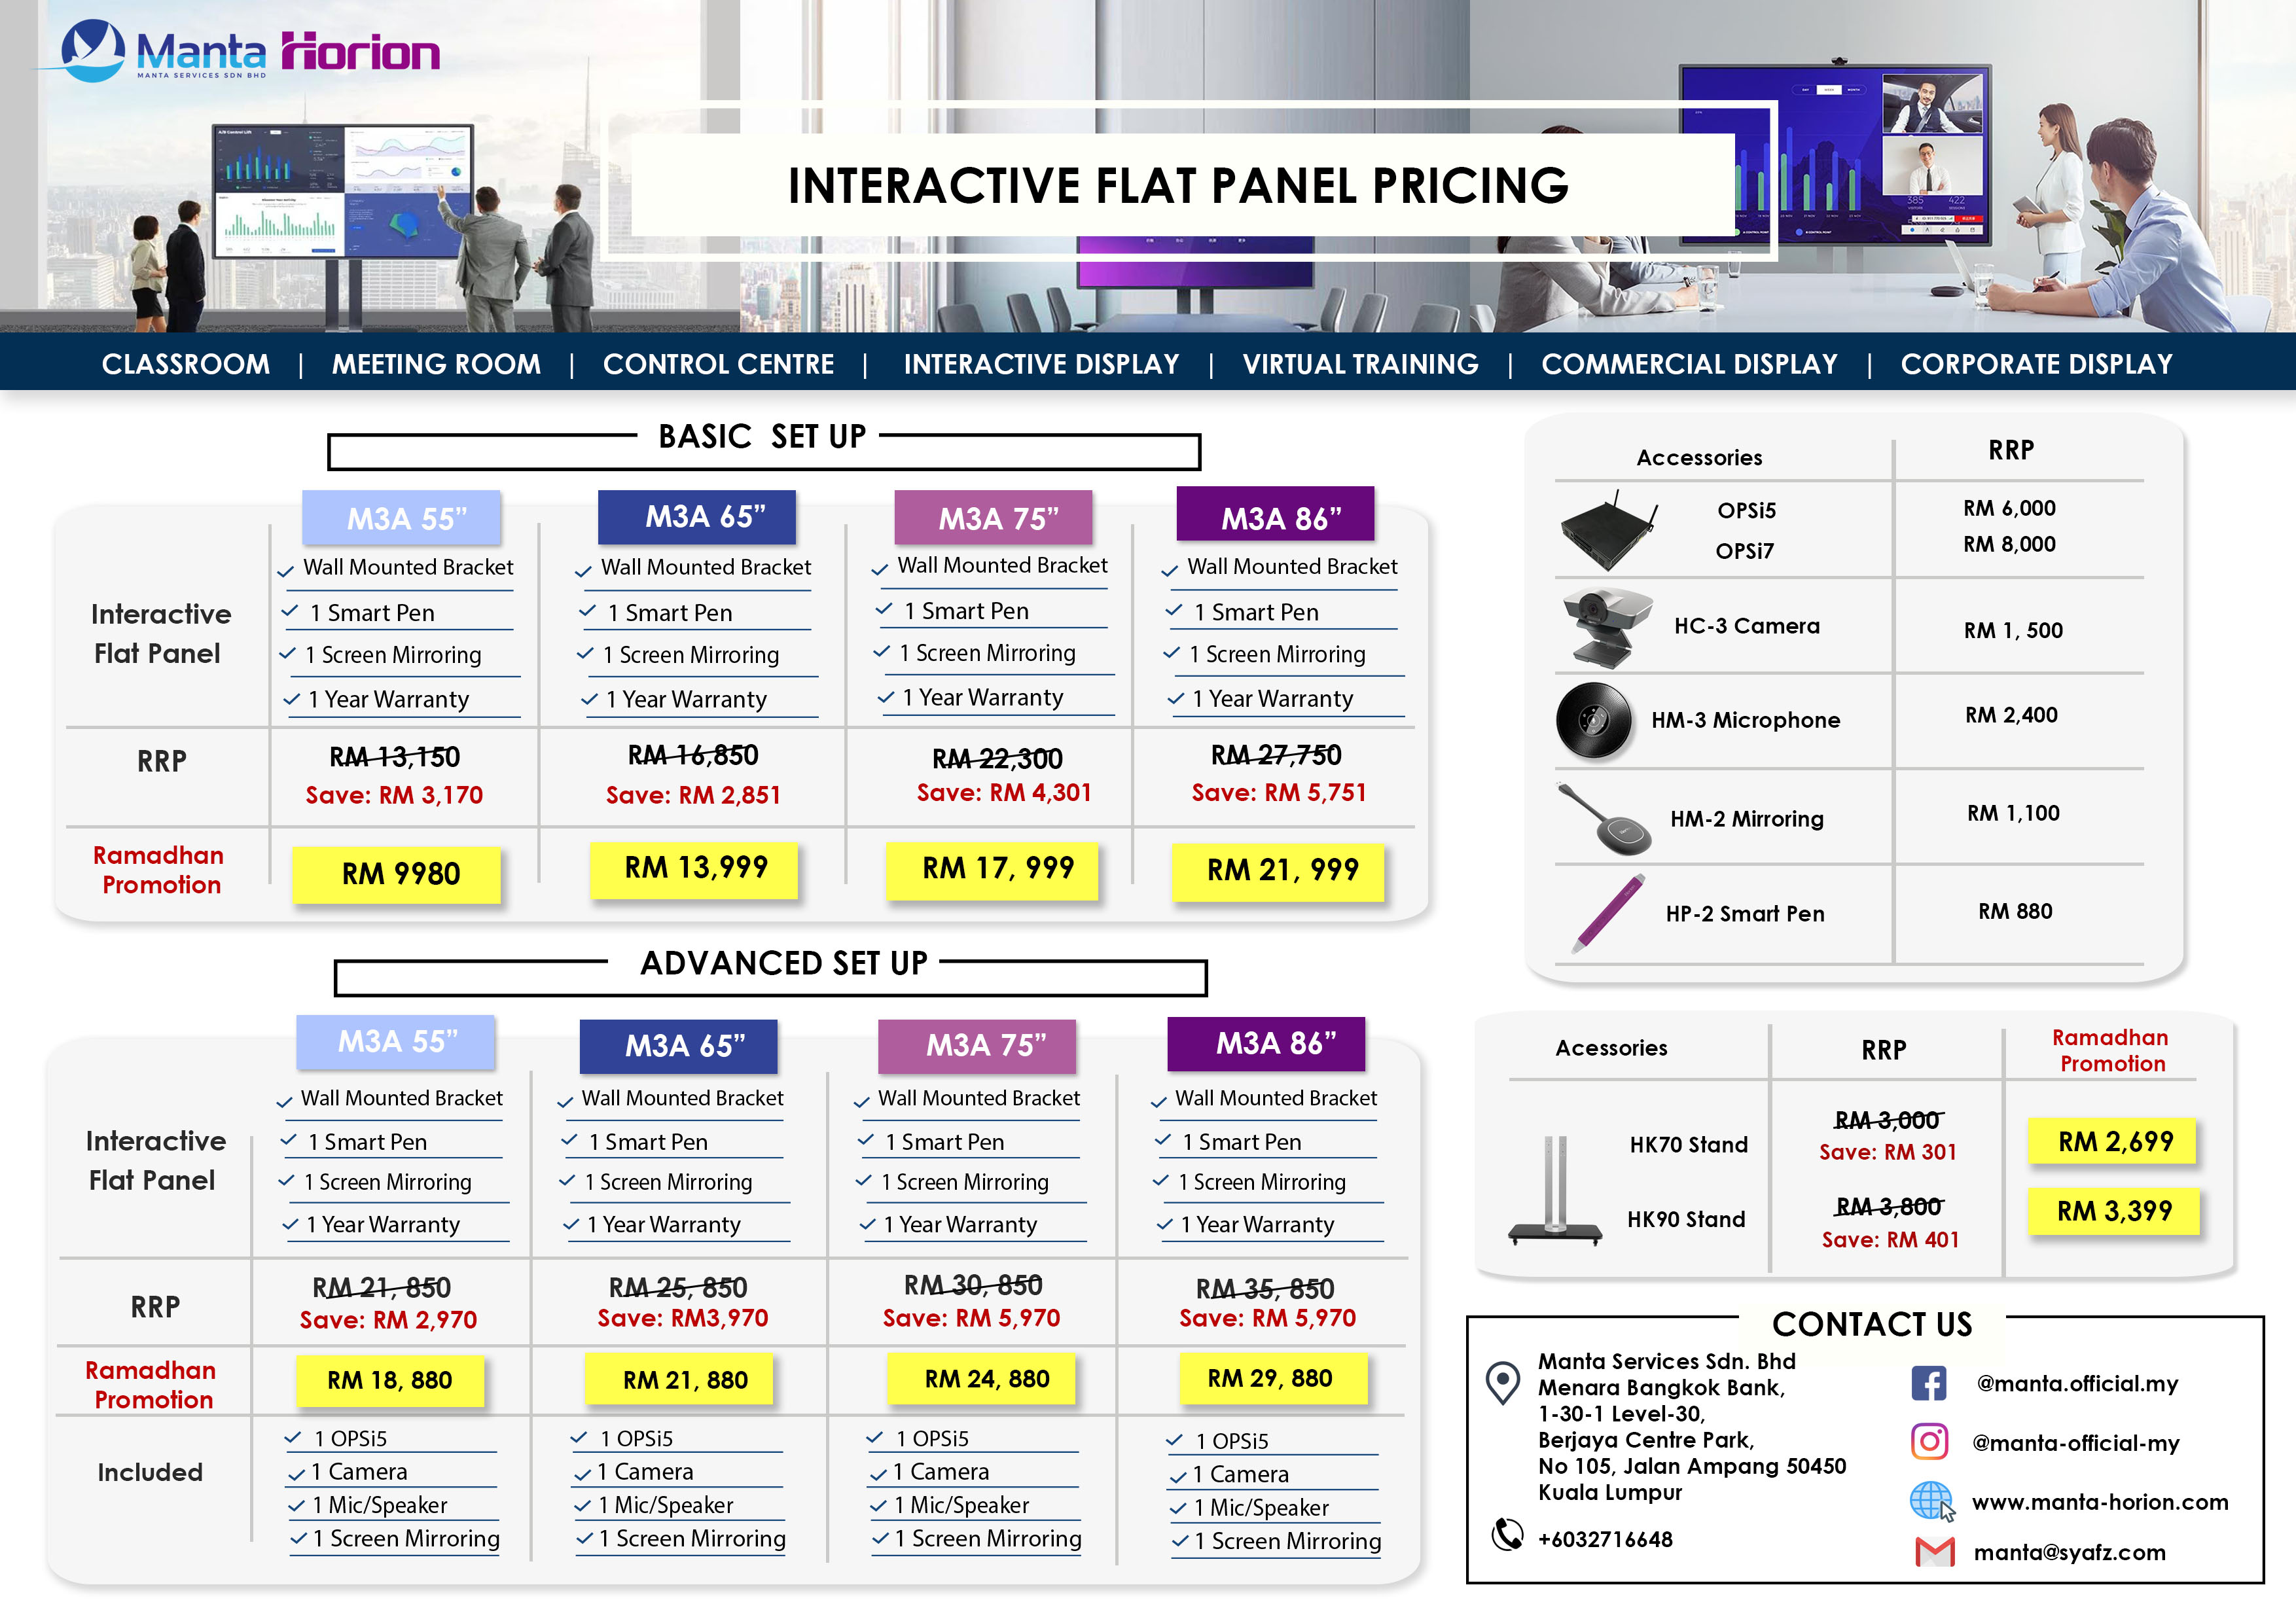 Manta Horion
MANTA SERVICES SDN BHD
INTERACTIVE FLAT PANEL PRICING
385 422
CLASSROOM | MEETING ROOM | CONTROL CENTRE | INTERACTIVE DISPLAY | VIRTUAL TRAINING | COMMERCIAL DISPLAY | CORPORATE DISPLAY
BASIC SET UP
M3A 55” M3A 65” M3A 75” M3A 86”
Interactive
Flat Panel
Wall Mounted Bracket Wall Mounted Bracket Wall Mounted Bracket Wall Mounted Bracket
1 Smart Pen 1 Smart Pen 1 Smart Pen 1 Smart Pen
1 Screen Mirroring 1 Screen Mirroring 1 Screen Mirroring 1 Screen Mirroring
1 Year Warranty 1 Year Warranty 1 Year Warranty 1 Year Warranty
RRP
RM 13,150 RM 16,850 RM 22,300 RM 27,750
Save: RM 3,170 Save: RM 2,851 Save: RM 4,301 Save: RM 5,751
Ramadhan
Promotion
RM 9980 RM 13,999 RM 17, 999 RM 21, 999
ADVANCED SET UP
M3A 55” M3A 65” M3A 75” M3A 86”
Interactive
Flat Panel
Wall Mounted Bracket Wall Mounted Bracket Wall Mounted Bracket Wall Mounted Bracket
1 Smart Pen 1 Smart Pen 1 Smart Pen 1 Smart Pen
1 Screen Mirroring 1 Screen Mirroring 1 Screen Mirroring 1 Screen Mirroring
1 Year Warranty 1 Year Warranty 1 Year Warranty 1 Year Warranty
RRP
RM 21, 850 RM 25, 850 RM 30, 850 RM 35, 850
Save: RM 2,970 Save: RM3,970 Save: RM 5,970 Save: RM 5,970
Ramadhan
Promotion
RM 18, 880 RM 21, 880 RM 24, 880 RM 29, 880
Included
1 OPSi5 1 OPSi5 1 OPSi5 1 OPSi5
1 Camera 1 Camera 1 Camera 1 Camera
1 Mic/Speaker 1 Mic/Speaker 1 Mic/Speaker 1 Mic/Speaker
1 Screen Mirroring 1 Screen Mirroring 1 Screen Mirroring 1 Screen Mirroring
Accessories RRP
OPSi5 RM 6,000
OPSi7 RM 8,000
HC-3 Camera RM 1, 500
HM-3 Microphone RM 2,400
HM-2 Mirroring RM 1,100
HP-2 Smart Pen RM 880
Acessories RRP Ramadhan
Promotion
HK70 Stand RM 3,000 RM 2,699
Save: RM 301
HK90 Stand RM 3,800 RM 3,399
Save: RM 401
CONTACT US
Manta Services Sdn. Bhd
Menara Bangkok Bank,
1-30-1 Level-30,
Berjaya Centre Park,
No 105, Jalan Ampang 50450
Kuala Lumpur
+6032716648
@manta.official.my
@manta-official-my
www.manta-horion.com
manta@syafz.com